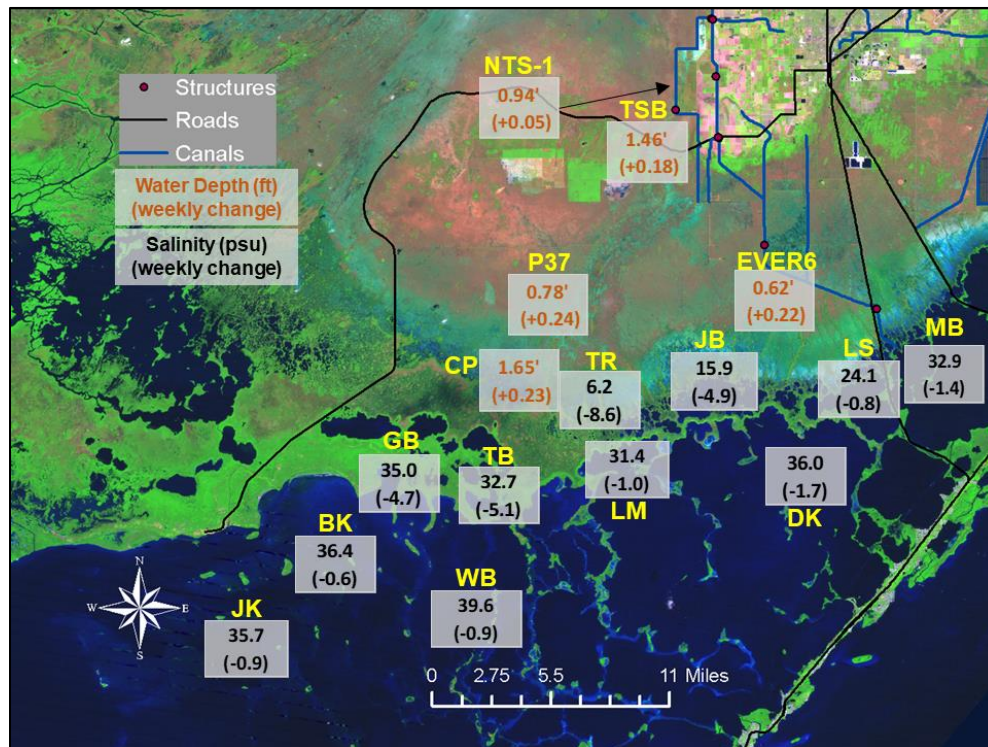 NTS-1
0.94'
(+0.05)
TSB
1.46'
(+0.18)
Structures
Roads
Canals
Water Depth (ft)
(weekly change)
Salinity (psu)
(weekly change)
P37
0.78'
(+0.24)
EVER6
0.62'
(+0.22)
CP
1.65'
(+0.23)
TR
6.2
(-8.6)
JB
15.9
(-4.9)
LS
24.1
(-0.8)
MB
32.9
(-1.4)
GB
35.0
(-4.7)
TB
32.7
(-5.1)
31.4
(-1.0)
LM
36.0
(-1.7)
DK
BK
36.4
(-0.6)
WB
39.6
(-0.9)
JK
35.7
(-0.9)
N
W E
S
0 2.75 5.5 11 Miles